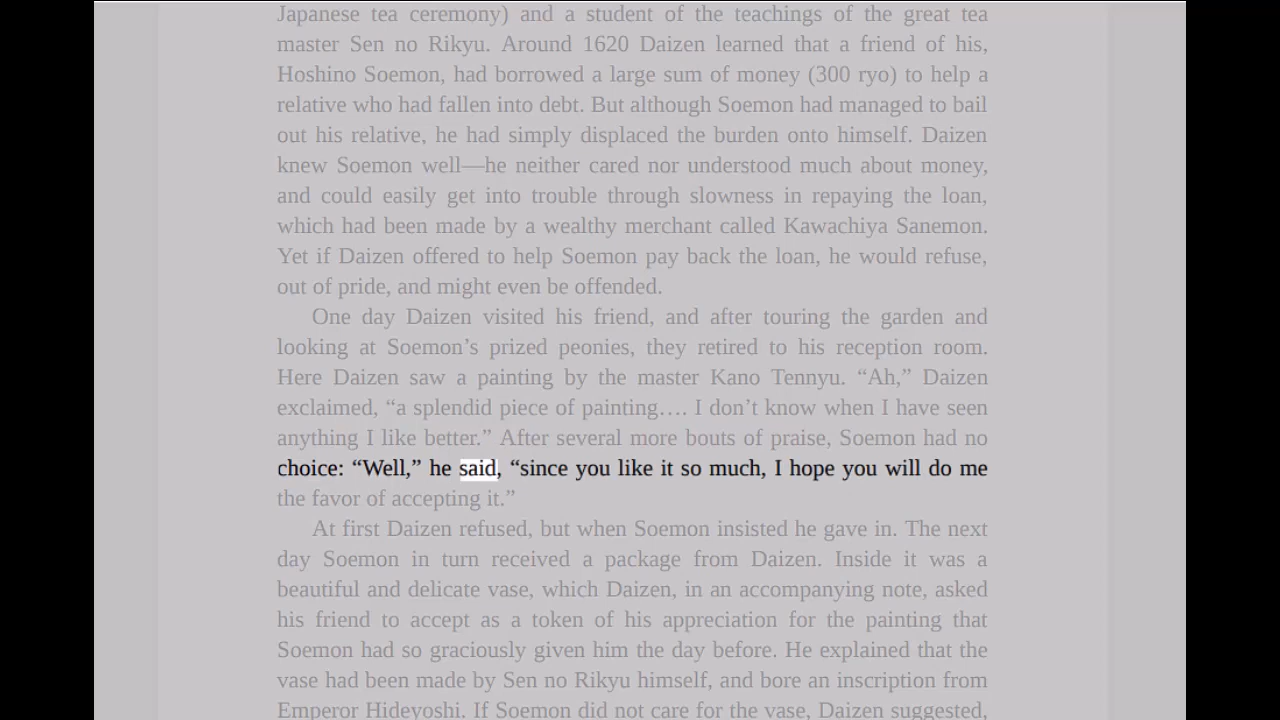 Japanese tea ceremony) and a student of the teachings of the great tea
master Sen no Rikyu. Around 1620 Daizen learned that a friend of his,
Hoshino Soemon, had borrowed a large sum of money (300 ryo) to help a
relative who had fallen into debt. But although Soemon had managed to bail
out his relative, he had simply displaced the burden onto himself. Daizen
knew Soemon well—he neither cared nor understood much about money,
and could easily get into trouble through slowness in repaying the loan,
which had been made by a wealthy merchant called Kawachiya Sanemon.
Yet if Daizen offered to help Soemon pay back the loan, he would refuse,
out of pride, and might even be offended.
One day Daizen visited his friend, and after touring the garden and
looking at Soemon’s prized peonies, they retired to his reception room.
Here Daizen saw a painting by the master Kano Tennyu. “Ah,” Daizen
exclaimed, “a splendid piece of painting…. I don’t know when I have seen
anything I like better.” After several more bouts of praise, Soemon had no
choice: “Well,” he said, “since you like it so much, I hope you will do me
the favor of accepting it.”
At first Daizen refused, but when Soemon insisted he gave in. The next
day Soemon in turn received a package from Daizen. Inside it was a
beautiful and delicate vase, which Daizen, in an accompanying note, asked
his friend to accept as a token of his appreciation for the painting that
Soemon had so graciously given him the day before. He explained that the
vase had been made by Sen no Rikyu himself, and bore an inscription from
Emperor Hideyoshi. If Soemon did not care for the vase, Daizen suggested,